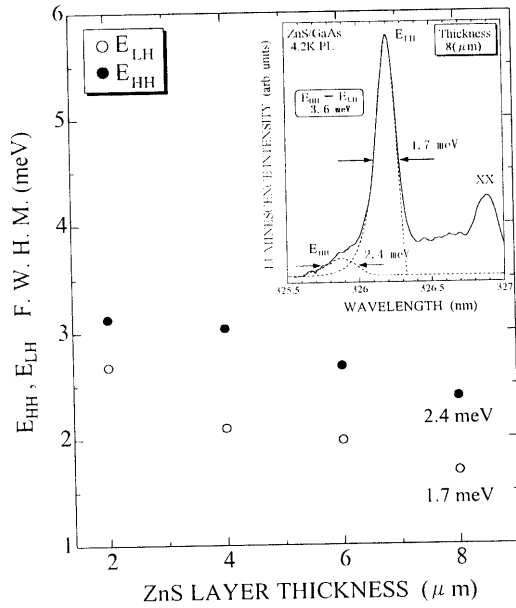 E_LH
E_HH
E_HH , E_LH F. W. H. M. (meV)
6
5
4
3
2
1
2.4 meV
1.7 meV
2
4
6
8
ZnS LAYER THICKNESS (μ m)
ZnS/GaAs
4.2K PL
E_LH
Thickness
8(μm)
E_HH − E_LH
3.6 meV
1.7 meV
XX
E_HH
2.4 meV
LUMINESCENCE INTENSITY (arb. units)
325.5
326
326.5
327
WAVELENGTH (nm)